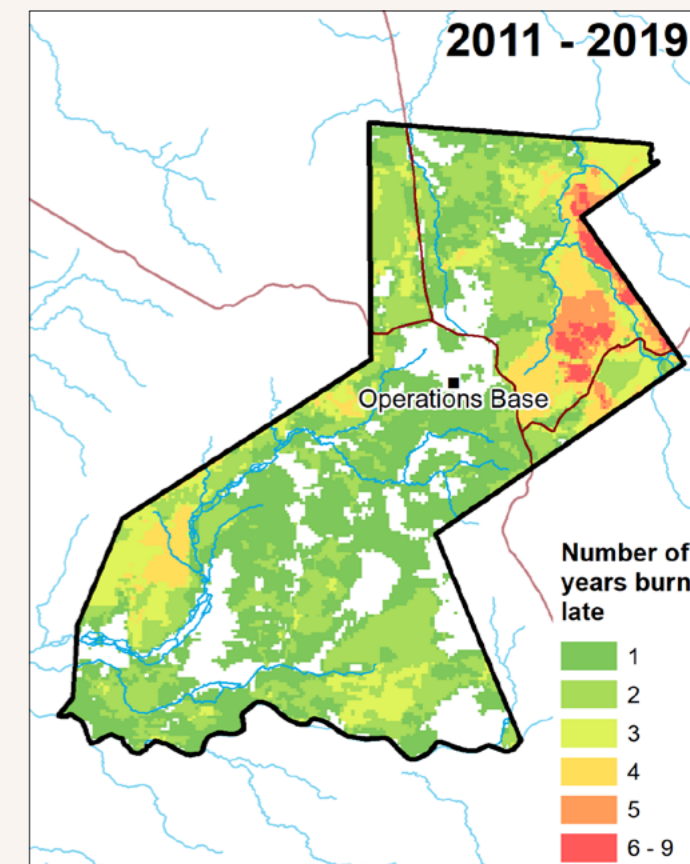 2011 - 2019
Operations Base
Number of
years burn
late
1
2
3
4
5
6 - 9